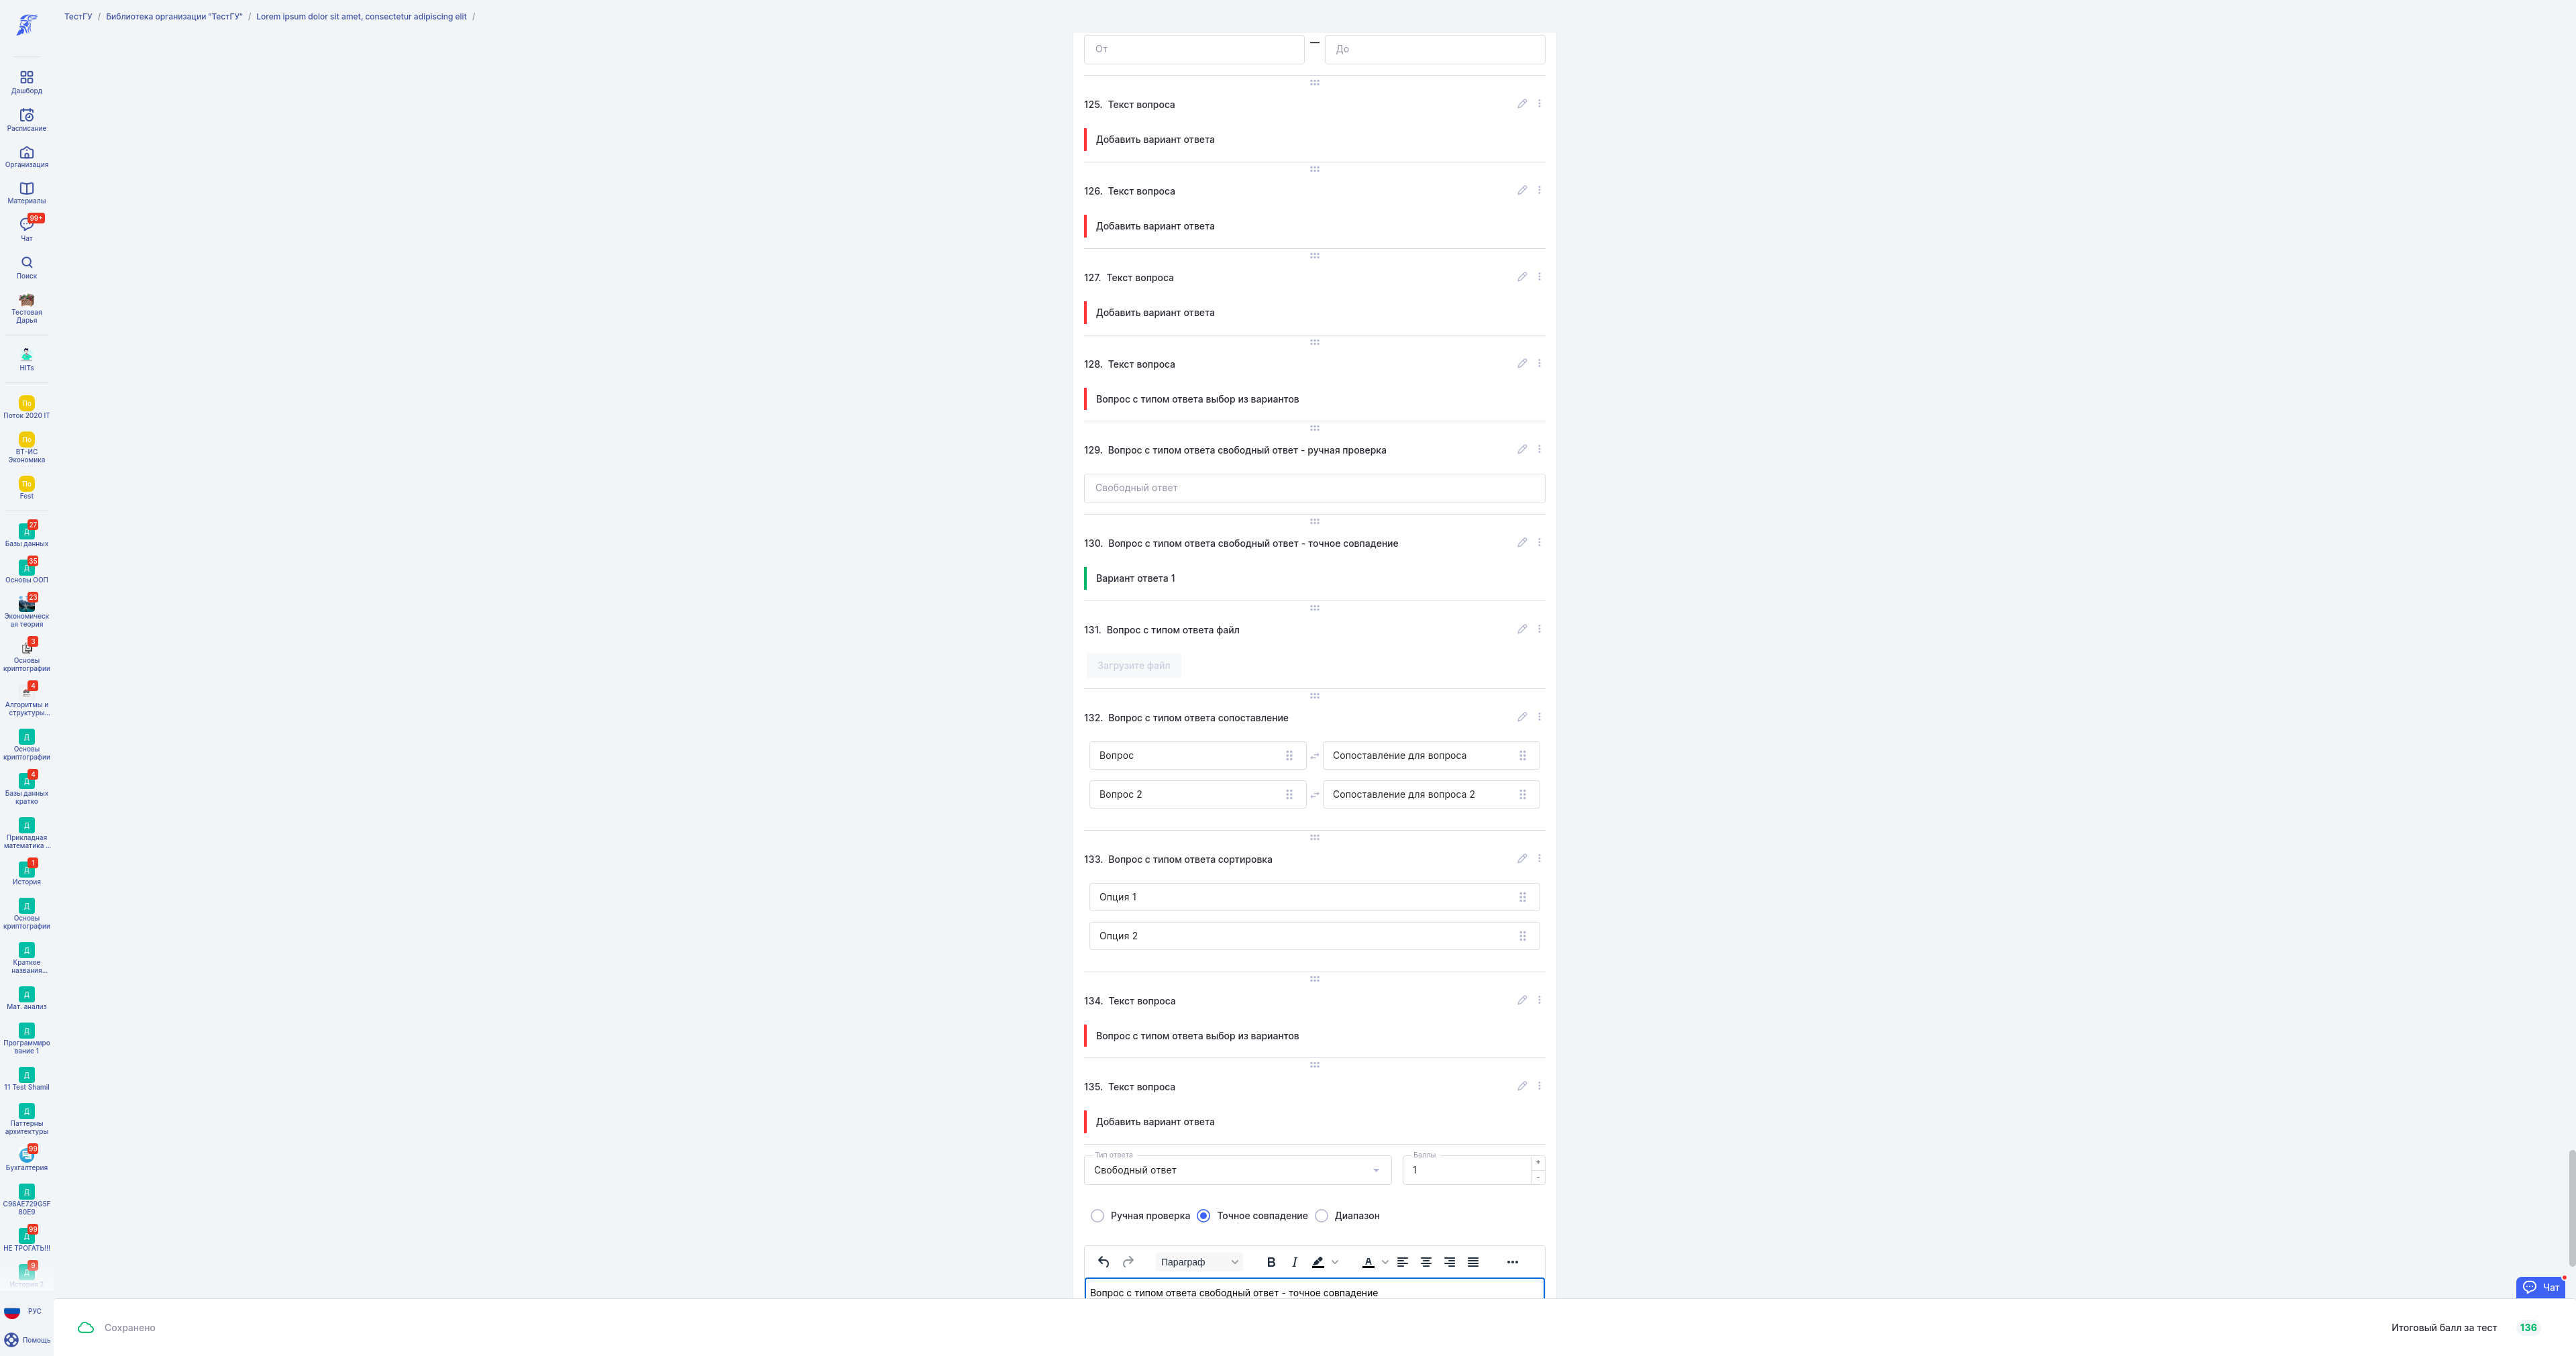 ТестГУ / Библиотека организации "ТестГУ" / Lorem ipsum dolor sit amet, consectetur adipiscing elit /
Дашборд
Расписание
Организация
Материалы
99+
Чат
Поиск
Тестовая
Дарья
HITs
По
Поток 2020 IT
По
ВТ-ИС
Экономика
По
Fest
27
Д
Базы данных
35
Д
Основы ООП
23
Экономическ
ая теория
3
Основы
криптографии
4
Алгоритмы и
структуры...
Д
Основы
криптографии
4
Д
Базы данных
кратко
Д
Прикладная
математика ...
1
Д
История
Д
Основы
криптографии
Д
Краткое
названия...
Д
Мат. анализ
Д
Программиро
вание 1
Д
11 Test Shamil
Д
Паттерны
архитектуры
99
Бухгалтерия
Д
C96AE729G5F
80E9
99
Д
НЕ ТРОГАТЬ!!!
9
Д
История 2
РУС
Помощь
От — До
125. Текст вопроса
Добавить вариант ответа
126. Текст вопроса
Добавить вариант ответа
127. Текст вопроса
Добавить вариант ответа
128. Текст вопроса
Вопрос с типом ответа выбор из вариантов
129. Вопрос с типом ответа свободный ответ - ручная проверка
Свободный ответ
130. Вопрос с типом ответа свободный ответ - точное совпадение
Вариант ответа 1
131. Вопрос с типом ответа файл
Загрузите файл
132. Вопрос с типом ответа сопоставление
Вопрос Сопоставление для вопроса
Вопрос 2 Сопоставление для вопроса 2
133. Вопрос с типом ответа сортировка
Опция 1
Опция 2
134. Текст вопроса
Вопрос с типом ответа выбор из вариантов
135. Текст вопроса
Добавить вариант ответа
Тип ответа Баллы
Свободный ответ 1 + -
Ручная проверка Точное совпадение Диапазон
Параграф B I A
Вопрос с типом ответа свободный ответ - точное совпадение
Чат
Сохранено
Итоговый балл за тест 136